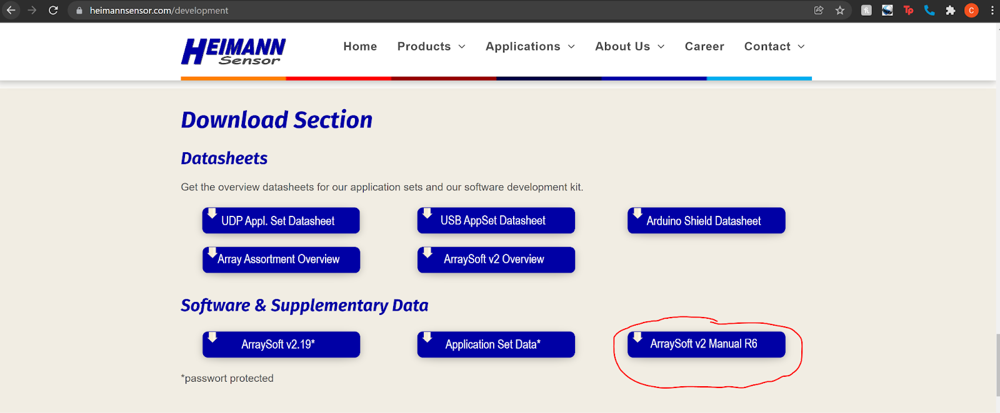 heimannsensor.com/development
HEIMANN
Sensor
Home Products Applications About Us Career Contact
Download Section
Datasheets
Get the overview datasheets for our application sets and our software development kit.
UDP Appl. Set Datasheet USB AppSet Datasheet Arduino Shield Datasheet
Array Assortment Overview ArraySoft v2 Overview
Software & Supplementary Data
ArraySoft v2.19* Application Set Data* ArraySoft v2 Manual R6
*passwort protected
Tp
C